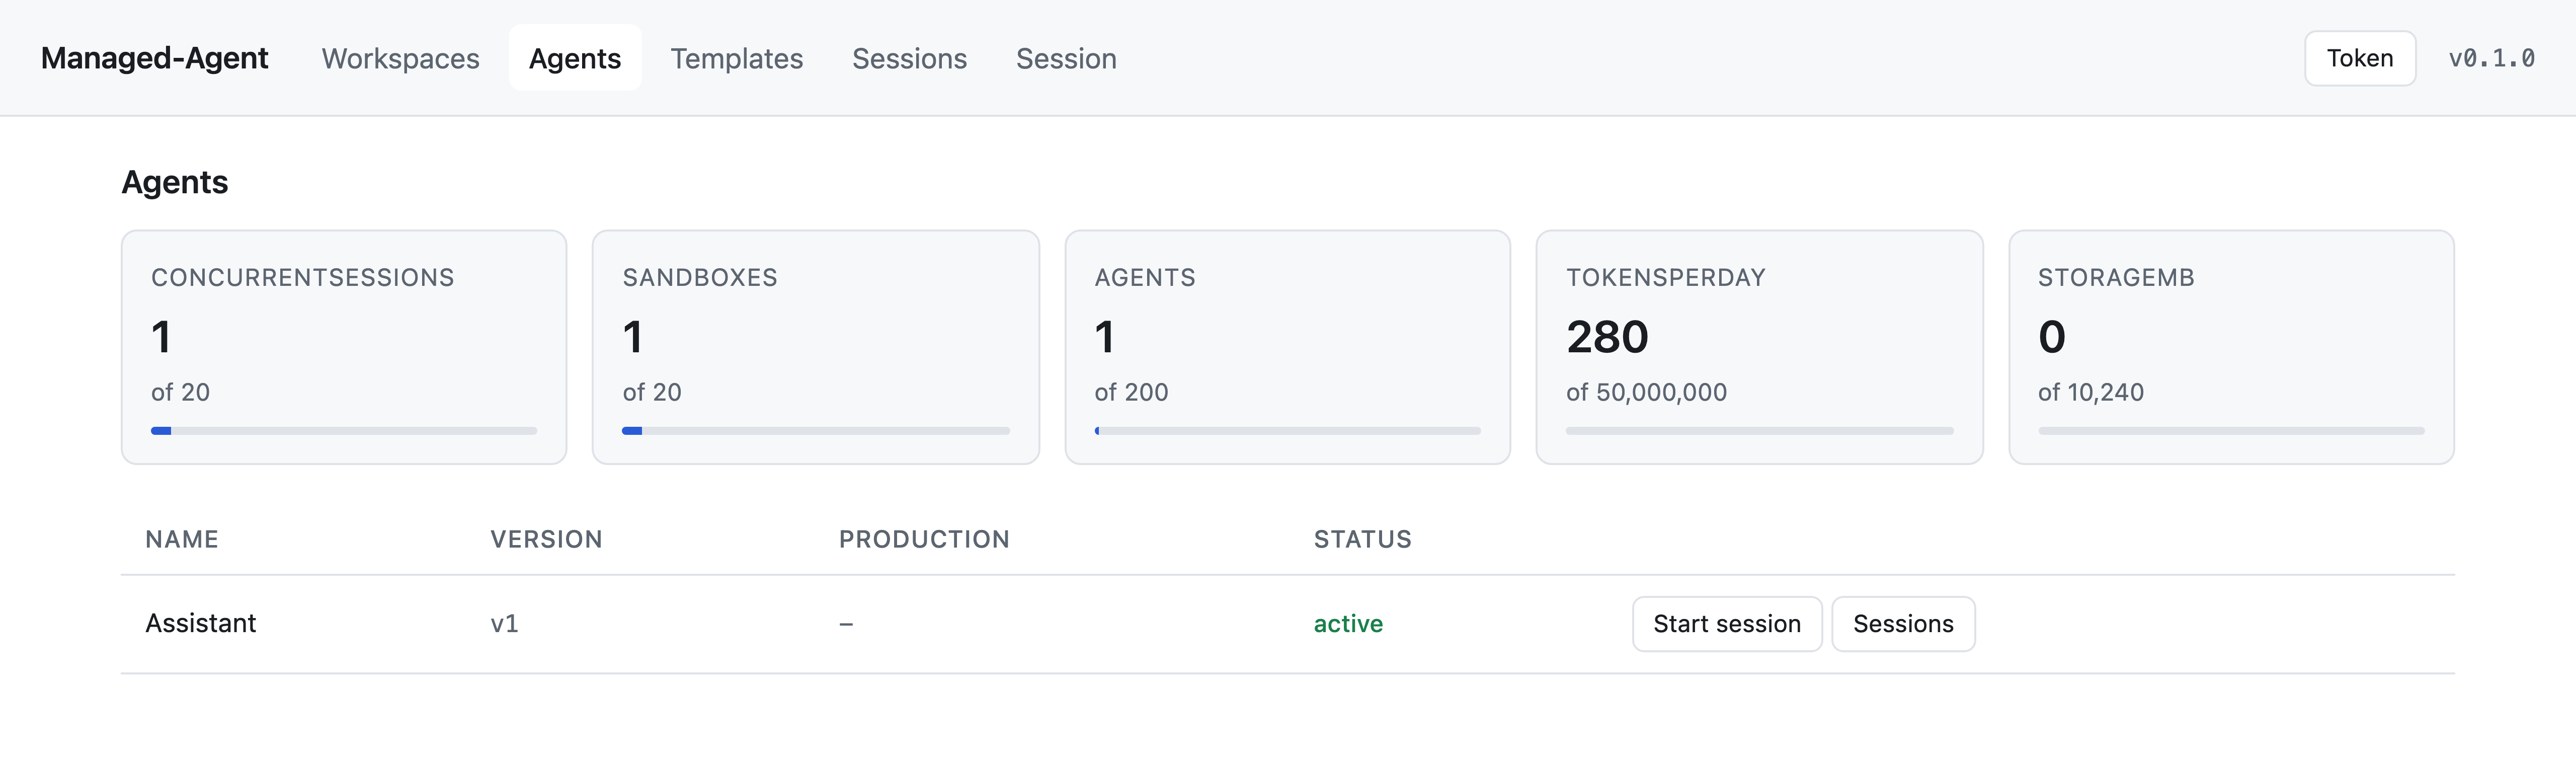 Managed-Agent Workspaces Agents Templates Sessions Session Token v0.1.0
Agents
CONCURRENTSESSIONS SANDBOXES AGENTS TOKENSPERDAY STORAGEMB
1 1 1 280 0
of 20 of 20 of 200 of 50,000,000 of 10,240
NAME VERSION PRODUCTION STATUS
Assistant v1 – active Start session Sessions